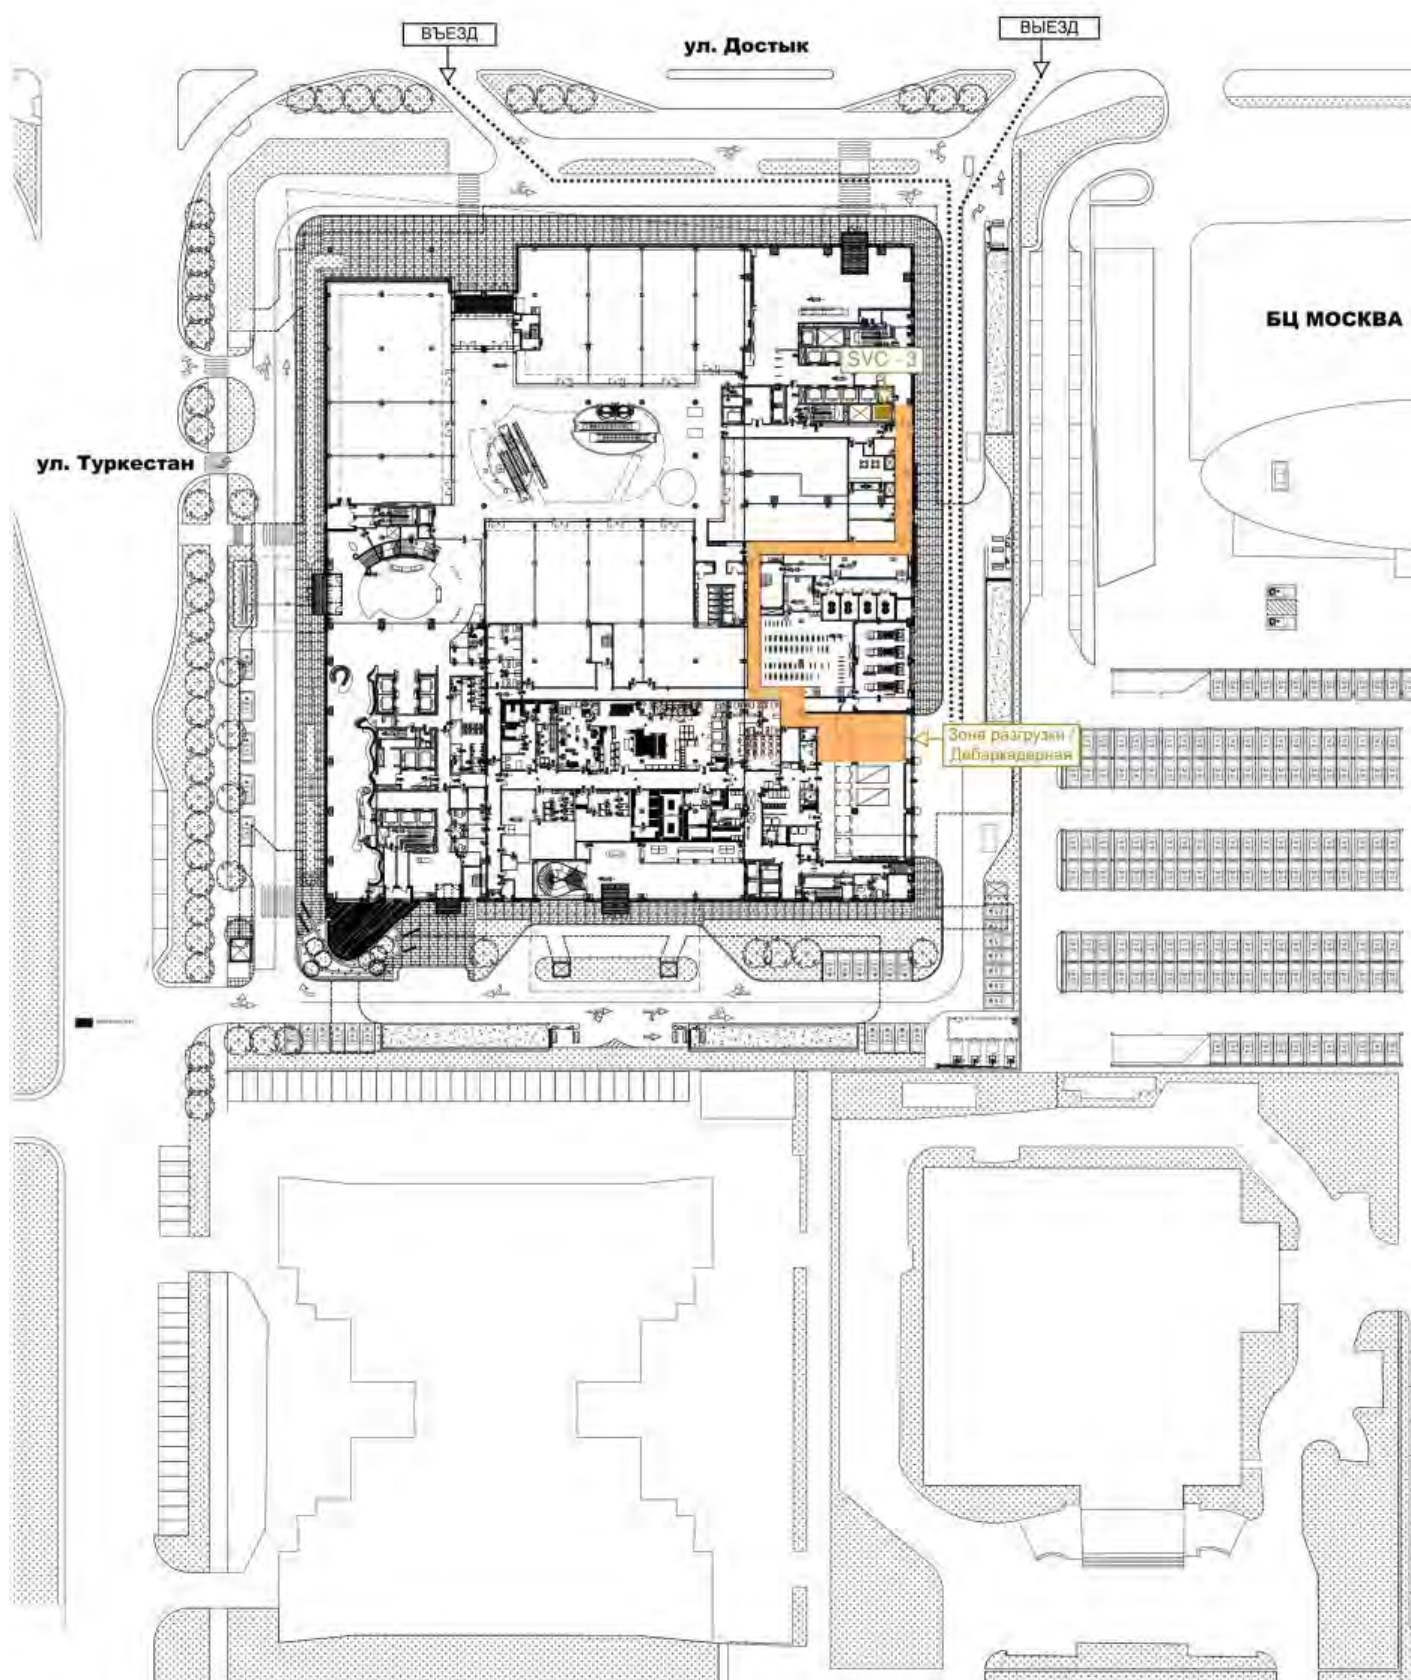 ВЪЕЗД
ул. Достык
ВЫЕЗД
БЦ МОСКВА
SVC - 3
ул. Туркестан
Зона разгрузки /
Дебаркадерная